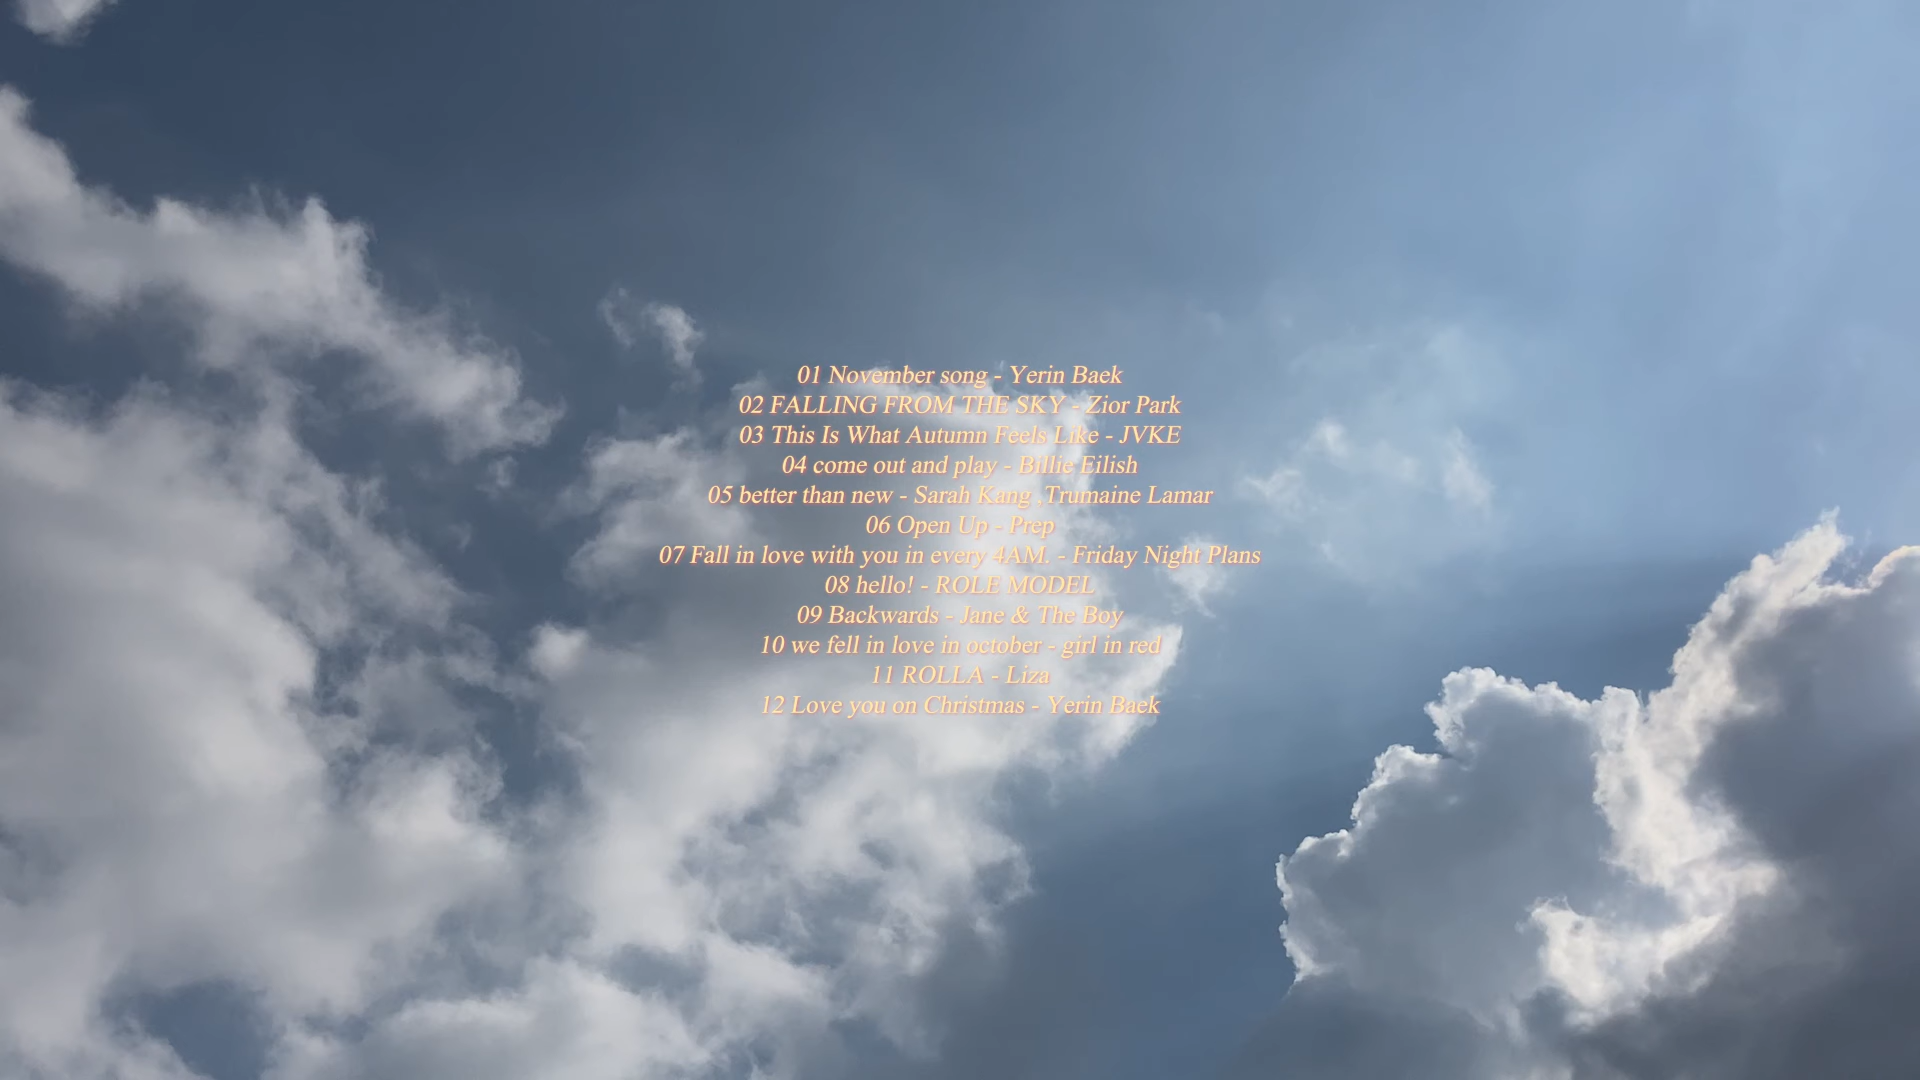 01 November song - Yerin Baek
02 FALLING FROM THE SKY - Zior Park
03 This Is What Autumn Feels Like - JVKE
04 come out and play - Billie Eilish
05 better than new - Sarah Kang ,Trumaine Lamar
06 Open Up - Prep
07 Fall in love with you in every 4AM. - Friday Night Plans
08 hello! - ROLE MODEL
09 Backwards - Jane & The Boy
10 we fell in love in october - girl in red
11 ROLLA - Liza
12 Love you on Christmas - Yerin Baek